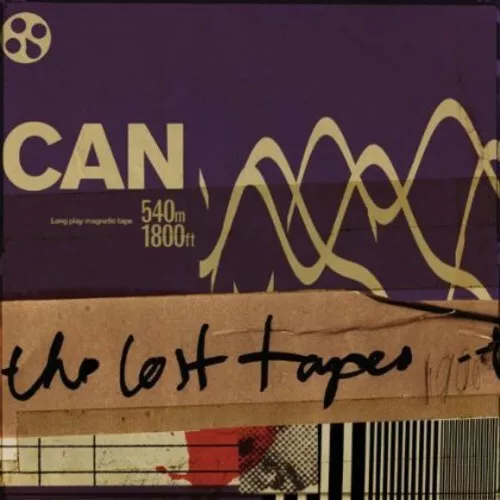 CAN
Long play magnetic tape
540m
1800ft
the lost tapes